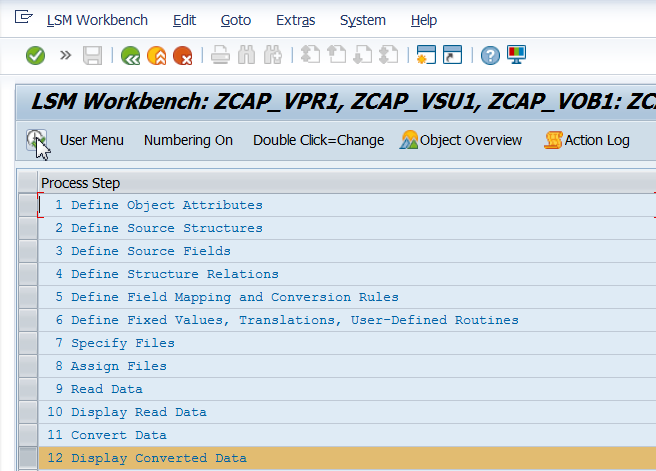 LSM Workbench Edit Goto Extras System Help
LSM Workbench: ZCAP_VPR1, ZCAP_VSU1, ZCAP_VOB1: ZC
User Menu Numbering On Double Click=Change Object Overview Action Log
Process Step
1 Define Object Attributes
2 Define Source Structures
3 Define Source Fields
4 Define Structure Relations
5 Define Field Mapping and Conversion Rules
6 Define Fixed Values, Translations, User-Defined Routines
7 Specify Files
8 Assign Files
9 Read Data
10 Display Read Data
11 Convert Data
12 Display Converted Data